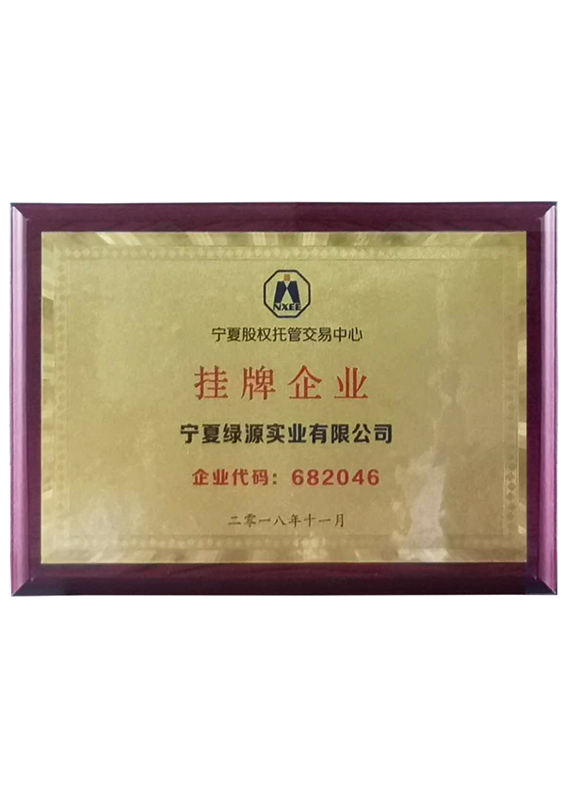 NXEE
宁夏股权托管交易中心
挂牌企业
宁夏绿源实业有限公司
企业代码：682046
二零一八年十一月